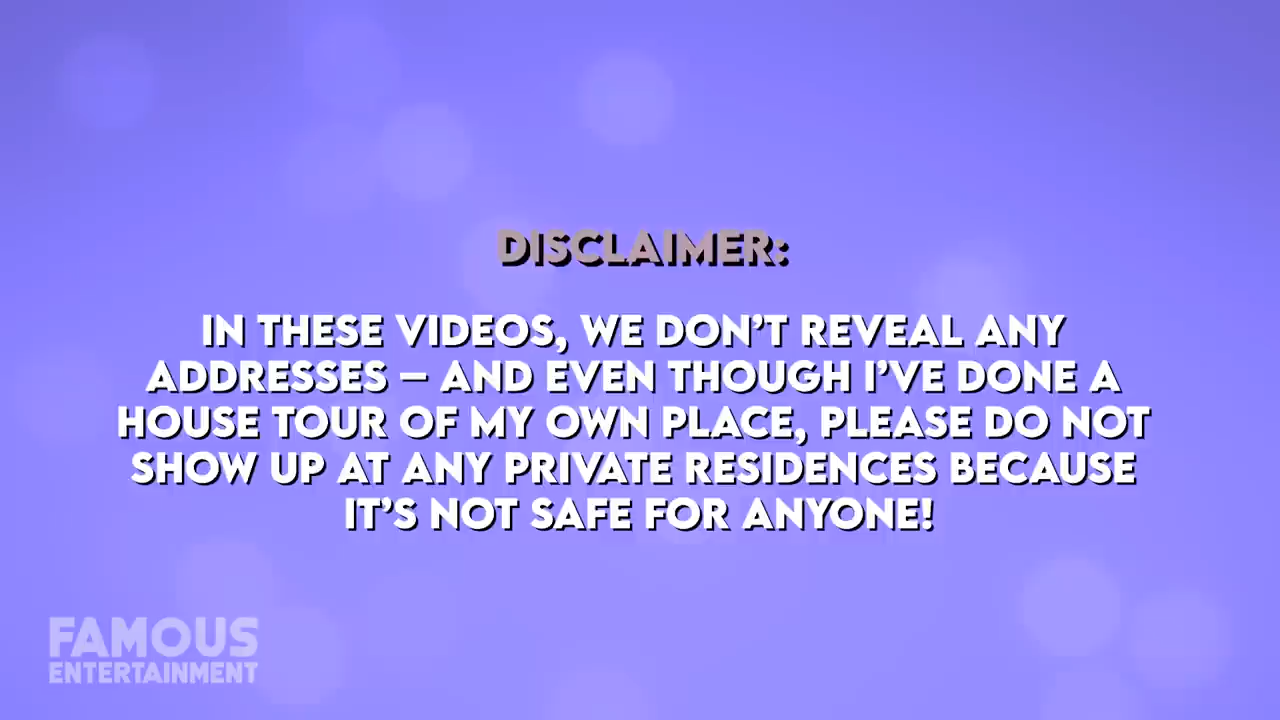 DISCLAIMER:
IN THESE VIDEOS, WE DON'T REVEAL ANY
ADDRESSES – AND EVEN THOUGH I'VE DONE A
HOUSE TOUR OF MY OWN PLACE, PLEASE DO NOT
SHOW UP AT ANY PRIVATE RESIDENCES BECAUSE
IT'S NOT SAFE FOR ANYONE!
FAMOUS
ENTERTAINMENT